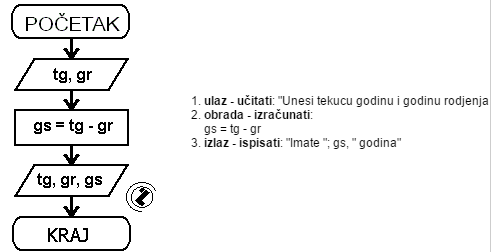 POČETAK
tg, gr
gs = tg - gr
tg, gr, gs
KRAJ
1. ulaz - učitati: "Unesi tekucu godinu i godinu rodjenja
2. obrada - izračunati:
gs = tg - gr
3. izlaz - ispisati: "Imate "; gs, " godina"